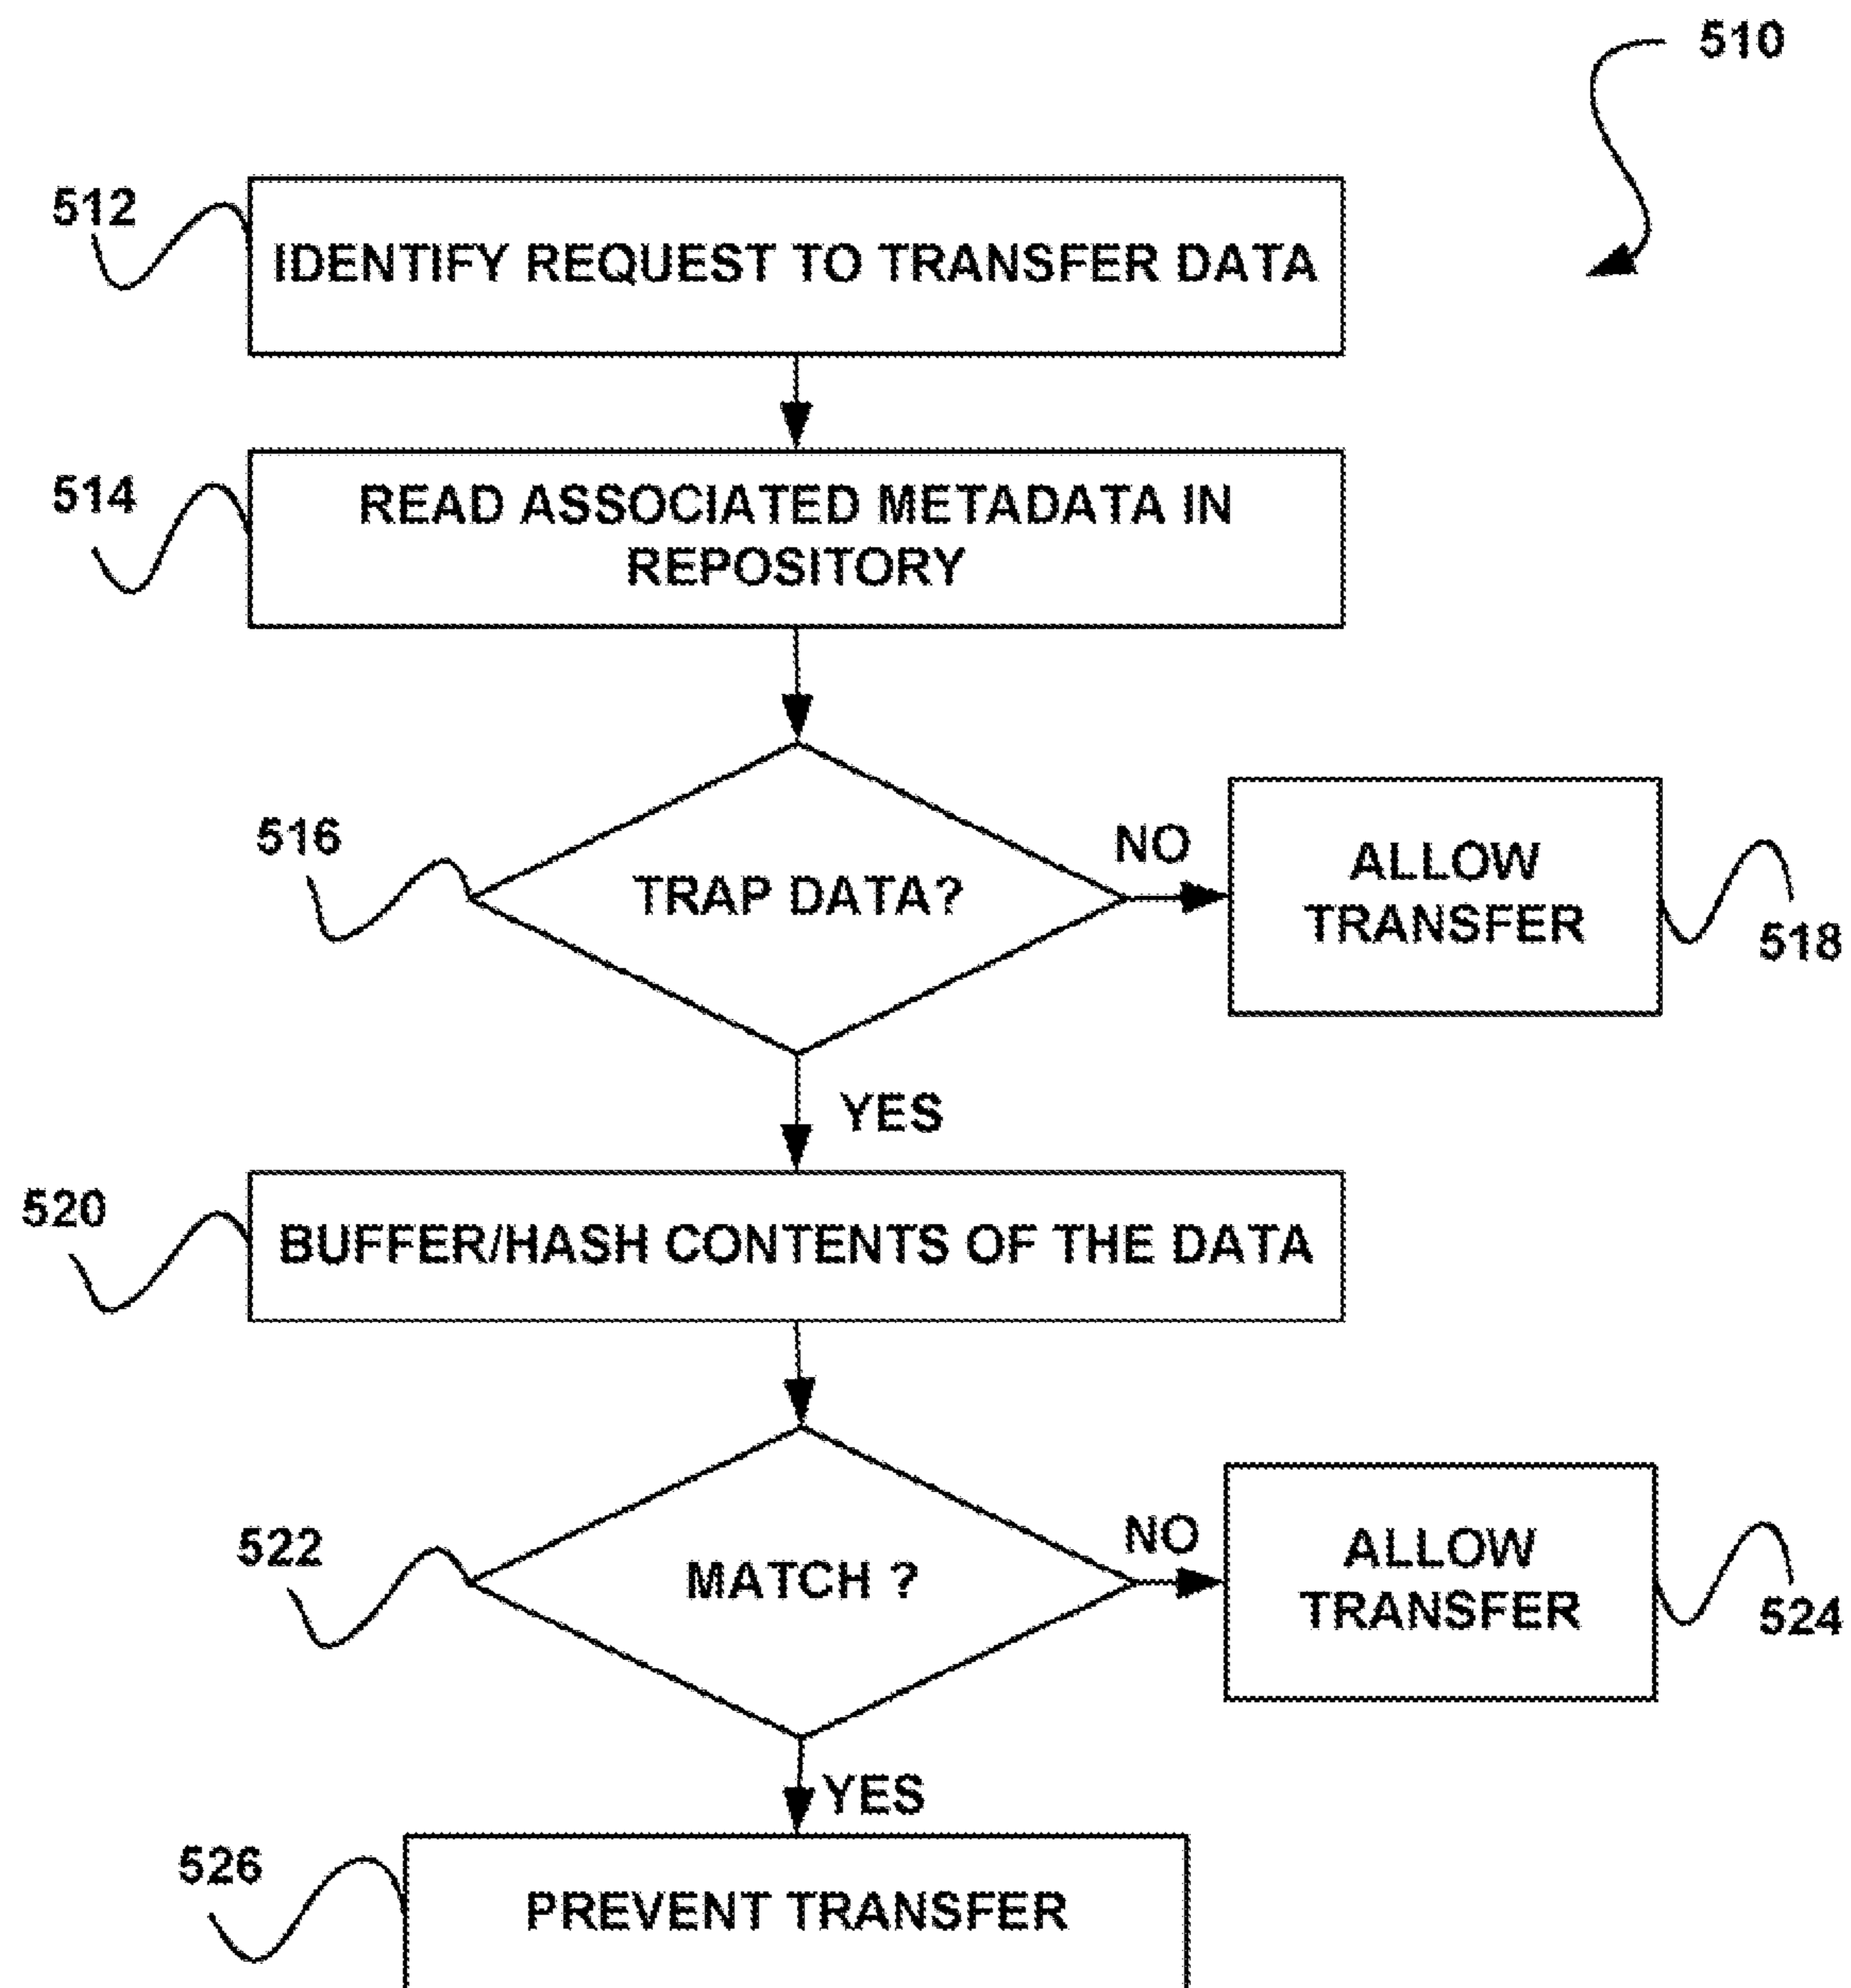 510
512
IDENTIFY REQUEST TO TRANSFER DATA
514
READ ASSOCIATED METADATA IN
REPOSITORY
516
TRAP DATA?
NO
ALLOW
TRANSFER
518
YES
520
BUFFER/HASH CONTENTS OF THE DATA
522
MATCH ?
NO
ALLOW
TRANSFER
524
YES
526
PREVENT TRANSFER